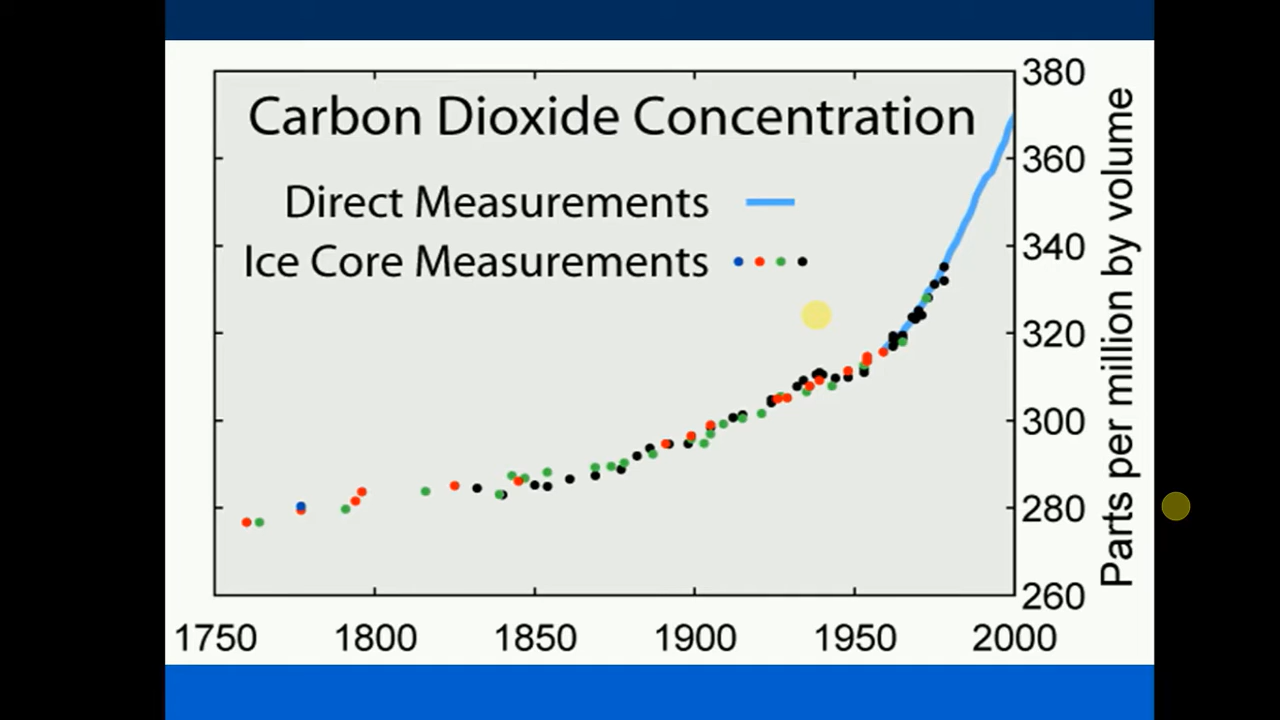 Carbon Dioxide Concentration
Direct Measurements
Ice Core Measurements
380
360
340
320
300
280
260
Parts per million by volume
1750 1800 1850 1900 1950 2000